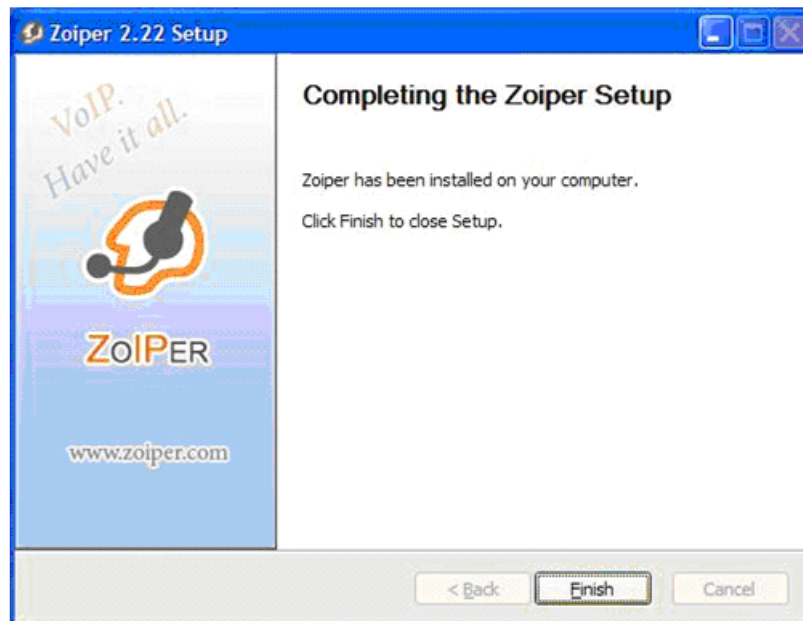 Zoiper 2.22 Setup
VoIP.
Have it all.
ZoIPer
www.zoiper.com
Completing the Zoiper Setup
Zoiper has been installed on your computer.
Click Finish to close Setup.
< Back
Finish
Cancel